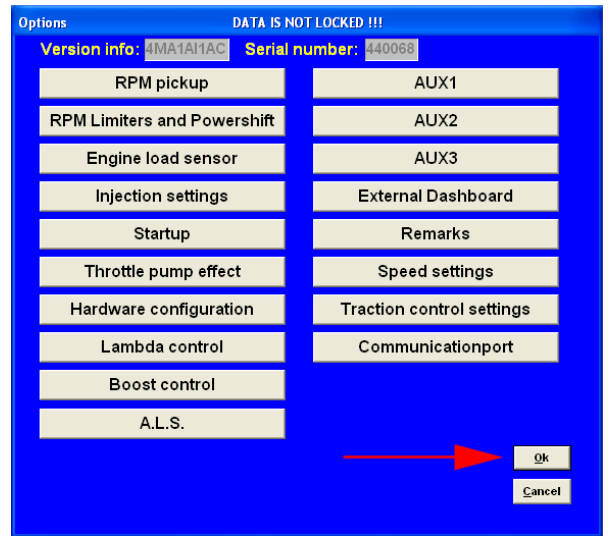 Options DATA IS NOT LOCKED !!!
Version info: 4MA1AI1AC Serial number: 440068
RPM pickup
RPM Limiters and Powershift
Engine load sensor
Injection settings
Startup
Throttle pump effect
Hardware configuration
Lambda control
Boost control
A.L.S.
AUX1
AUX2
AUX3
External Dashboard
Remarks
Speed settings
Traction control settings
Communicationport
Ok
Cancel